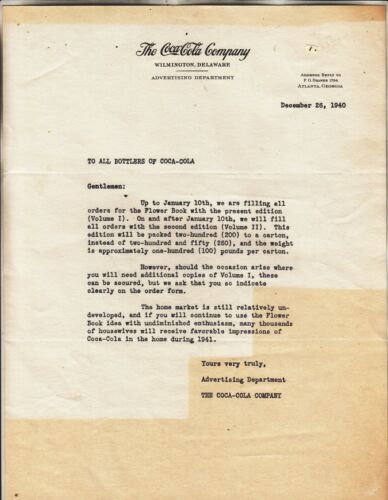 The Coca-Cola Company
WILMINGTON, DELAWARE
ADVERTISING DEPARTMENT
ADDRESS REPLY TO
P. O. DRAWER 1734
ATLANTA, GEORGIA
December 26, 1940
TO ALL BOTTLERS OF COCA-COLA
Gentlemen:
Up to January 10th, we are filling all
orders for the Flower Book with the present edition
(Volume I). On and after January 10th, we will fill
all orders with the second edition (Volume II). This
edition will be packed two-hundred (200) to a carton,
instead of two-hundred and fifty (250), and the weight
is approximately one-hundred (100) pounds per carton.
However, should the occasion arise where
you will need additional copies of Volume I, these
can be secured, but we ask that you so indicate
clearly on the order form.
The home market is still relatively un-
developed, and if you will continue to use the Flower
Book idea with undiminished enthusiasm, many thousands
of housewives will receive favorable impressions of
Coca-Cola in the home during 1941.
Yours very truly,
Advertising Department
THE COCA-COLA COMPANY